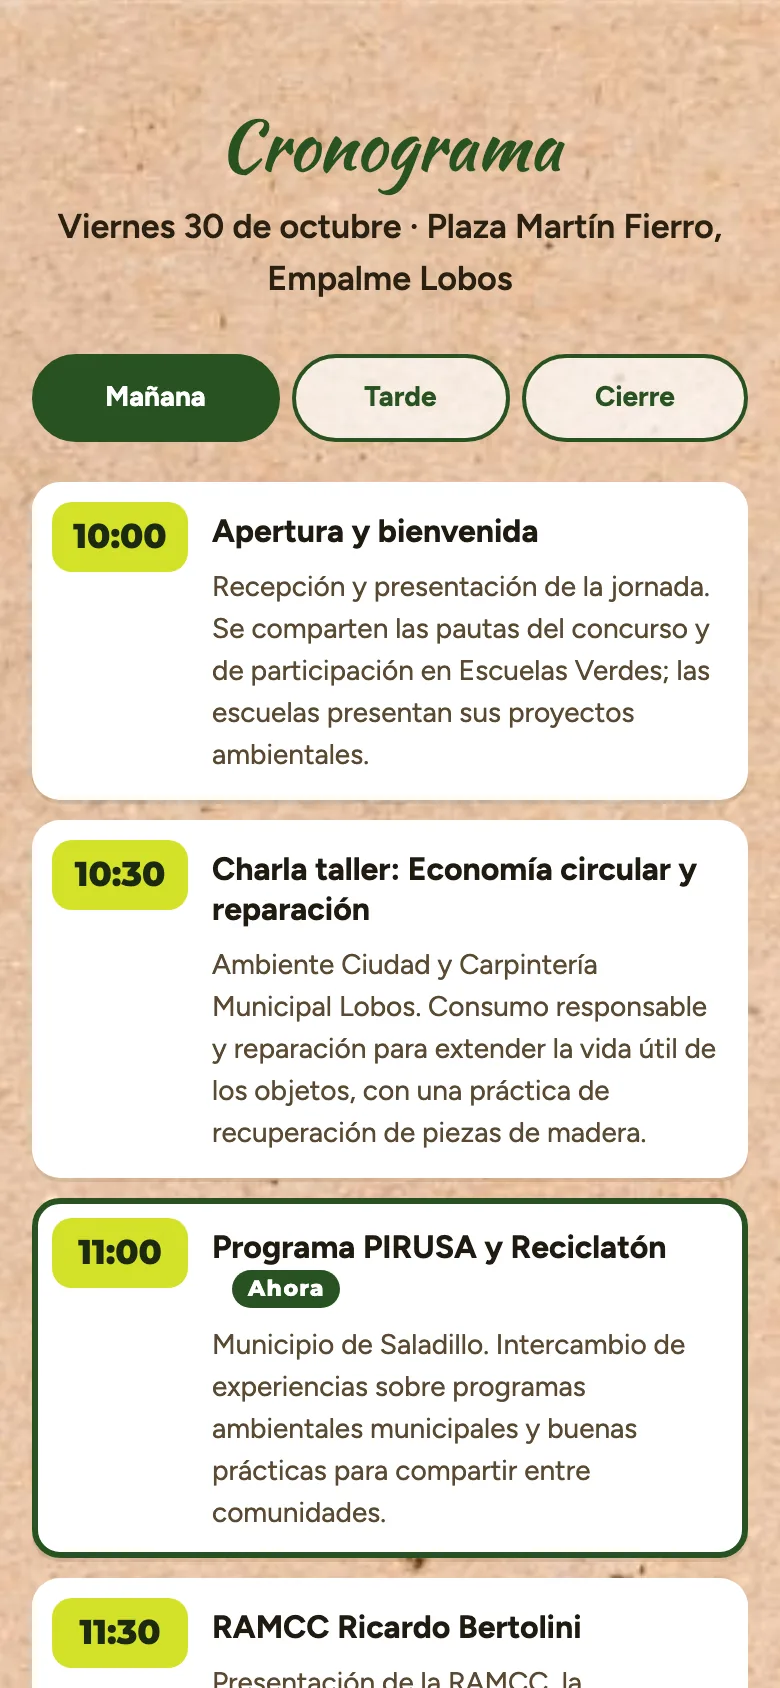 Cronograma
Viernes 30 de octubre · Plaza Martín Fierro,
Empalme Lobos
Mañana
Tarde
Cierre
10:00
Apertura y bienvenida
Recepción y presentación de la jornada.
Se comparten las pautas del concurso y
de participación en Escuelas Verdes; las
escuelas presentan sus proyectos
ambientales.
10:30
Charla taller: Economía circular y
reparación
Ambiente Ciudad y Carpintería
Municipal Lobos. Consumo responsable
y reparación para extender la vida útil de
los objetos, con una práctica de
recuperación de piezas de madera.
11:00
Programa PIRUSA y Reciclatón
Ahora
Municipio de Saladillo. Intercambio de
experiencias sobre programas
ambientales municipales y buenas
prácticas para compartir entre
comunidades.
11:30
RAMCC Ricardo Bertolini
Presentación de la RAMCC, la